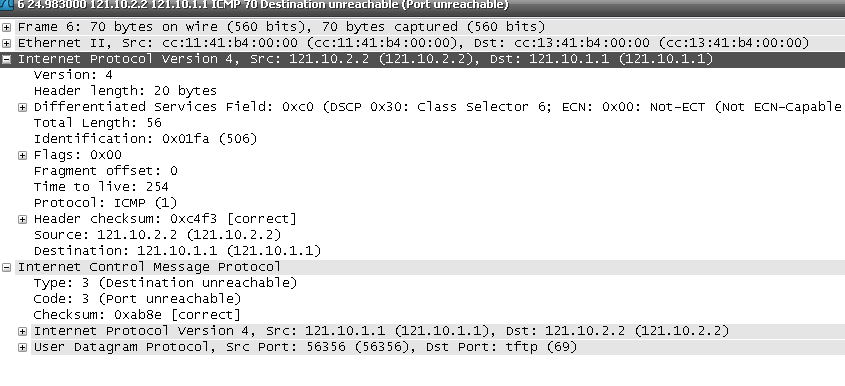 6 24.983000 121.10.2.2 121.10.1.1 ICMP 70 Destination unreachable (Port unreachable)
Frame 6: 70 bytes on wire (560 bits), 70 bytes captured (560 bits)
Ethernet II, Src: cc:11:41:b4:00:00 (cc:11:41:b4:00:00), Dst: cc:13:41:b4:00:00 (cc:13:41:b4:00:00)
Internet Protocol Version 4, Src: 121.10.2.2 (121.10.2.2), Dst: 121.10.1.1 (121.10.1.1)
Version: 4
Header length: 20 bytes
Differentiated Services Field: 0xc0 (DSCP 0x30: Class Selector 6; ECN: 0x00: Not-ECT (Not ECN-Capable
Total Length: 56
Identification: 0x01fa (506)
Flags: 0x00
Fragment offset: 0
Time to live: 254
Protocol: ICMP (1)
Header checksum: 0xc4f3 [correct]
Source: 121.10.2.2 (121.10.2.2)
Destination: 121.10.1.1 (121.10.1.1)
Internet Control Message Protocol
Type: 3 (Destination unreachable)
Code: 3 (Port unreachable)
Checksum: 0xab8e [correct]
Internet Protocol Version 4, Src: 121.10.1.1 (121.10.1.1), Dst: 121.10.2.2 (121.10.2.2)
User Datagram Protocol, Src Port: 56356 (56356), Dst Port: tftp (69)